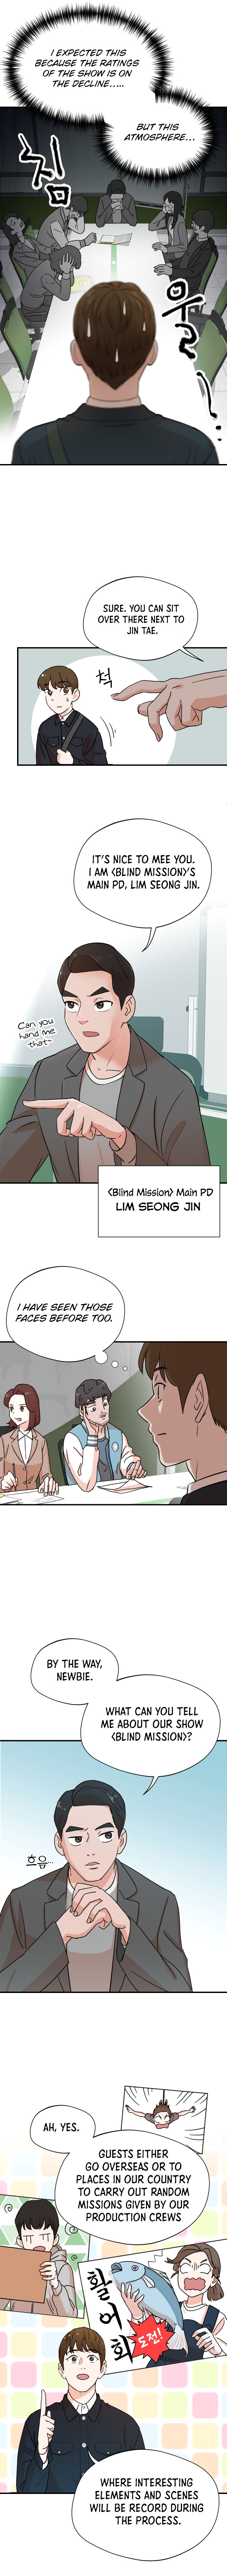 I EXPECTED THIS
BECAUSE THE RATINGS
OF THE SHOW IS ON
THE DECLINE.....
BUT THIS
ATMOSPHERE...
침
울
SURE. YOU CAN SIT
OVER THERE NEXT TO
JIN TAE.
척
IT'S NICE TO MEE YOU.
I AM <BLIND MISSION>'S
MAIN PD, LIM SEONG JIN.
Can you
hand me
that~
<Blind Mission> Main PD
LIM SEONG JIN
I HAVE SEEN THOSE
FACES BEFORE TOO.
BY THE WAY,
NEWBIE.
WHAT CAN YOU TELL
ME ABOUT OUR SHOW
<BLIND MISSION>?
흐음...
AH, YES.
GUESTS EITHER
GO OVERSEAS OR TO
PLACES IN OUR COUNTRY
TO CARRY OUT RANDOM
MISSIONS GIVEN BY OUR
PRODUCTION CREWS
활어회
도전!
WHERE INTERESTING
ELEMENTS AND SCENES
WILL BE RECORD DURING
THE PROCESS.